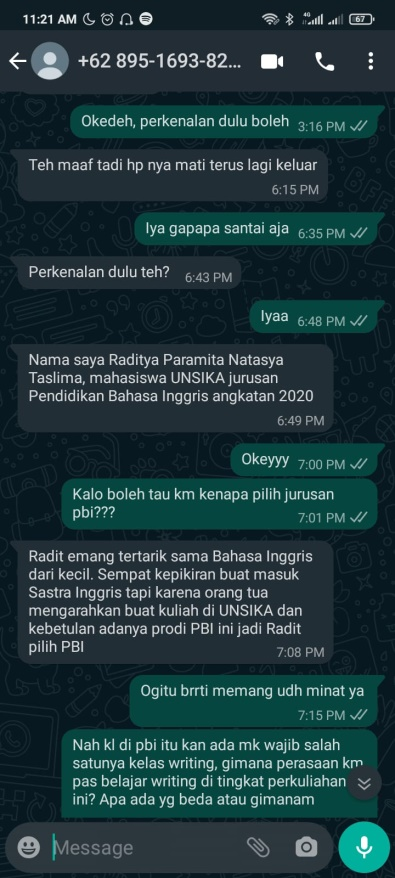 11:21 AM 4G 67
+62 895-1693-82...
Okedeh, perkenalan dulu boleh 3:16 PM
Teh maaf tadi hp nya mati terus lagi keluar
6:15 PM
Iya gapapa santai aja 6:35 PM
Perkenalan dulu teh? 6:43 PM
Iyaa 6:48 PM
Nama saya Raditya Paramita Natasya
Taslima, mahasiswa UNSIKA jurusan
Pendidikan Bahasa Inggris angkatan 2020
6:49 PM
Okeyyy 7:00 PM
Kalo boleh tau km kenapa pilih jurusan
pbi??? 7:01 PM
Radit emang tertarik sama Bahasa Inggris
dari kecil. Sempat kepikiran buat masuk
Sastra Inggris tapi karena orang tua
mengarahkan buat kuliah di UNSIKA dan
kebetulan adanya prodi PBI ini jadi Radit
pilih PBI 7:08 PM
Ogitu brrti memang udh minat ya
7:15 PM
Nah kl di pbi itu kan ada mk wajib salah
satunya kelas writing, gimana perasaan km
pas belajar writing di tingkat perkuliahan
ini? Apa ada yg beda atau gimanam
Message